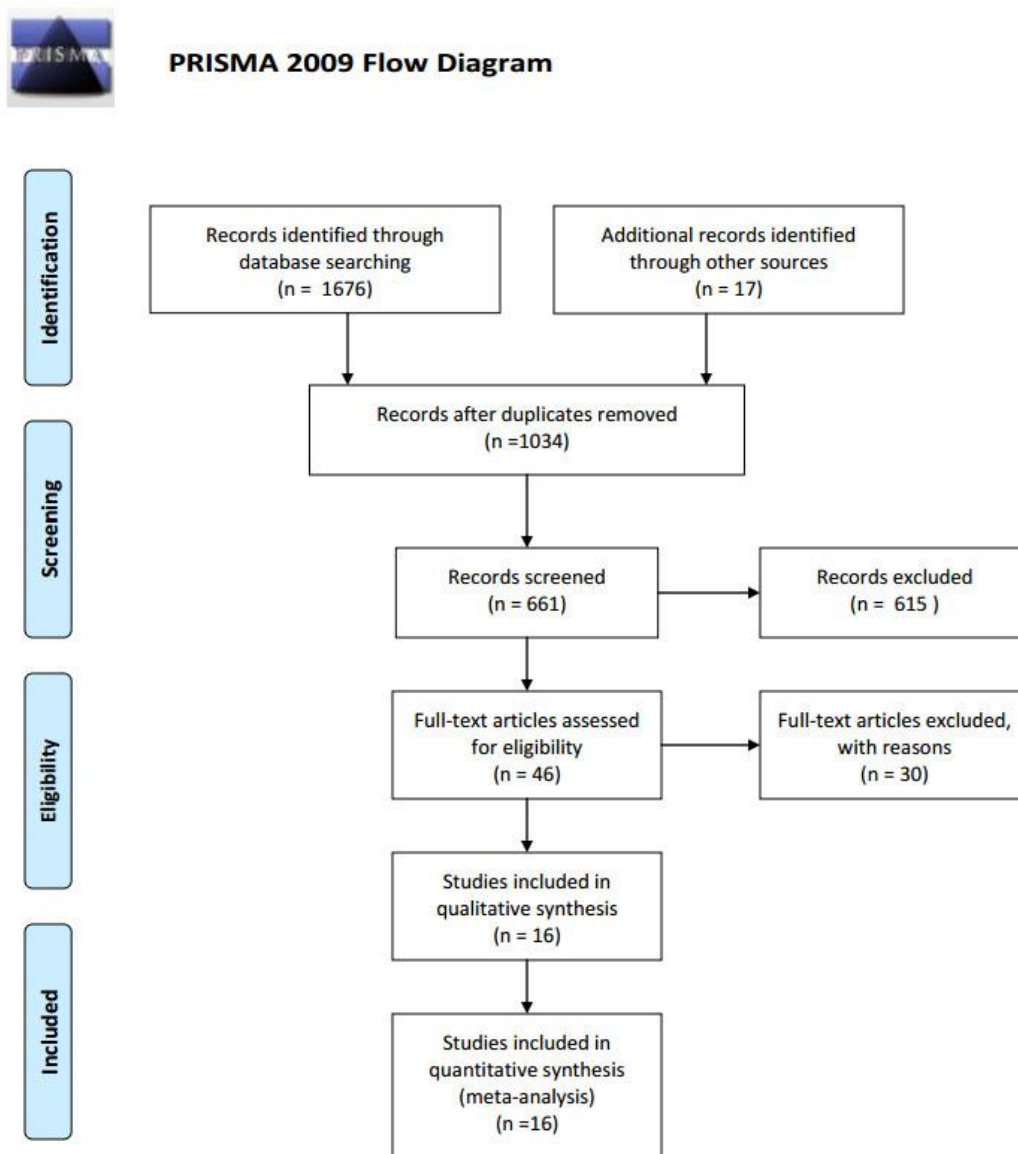 PRISMA
PRISMA 2009 Flow Diagram
Identification
Records identified through
database searching
(n =  1676)
Additional records identified
through other sources
(n = 17)
Records after duplicates removed
(n =1034)
Screening
Records screened
(n = 661)
Records excluded
(n =  615 )
Eligibility
Full-text articles assessed
for eligibility
(n = 46)
Full-text articles excluded,
with reasons
(n = 30)
Studies included in
qualitative synthesis
(n = 16)
Included
Studies included in
quantitative synthesis
(meta-analysis)
(n =16)